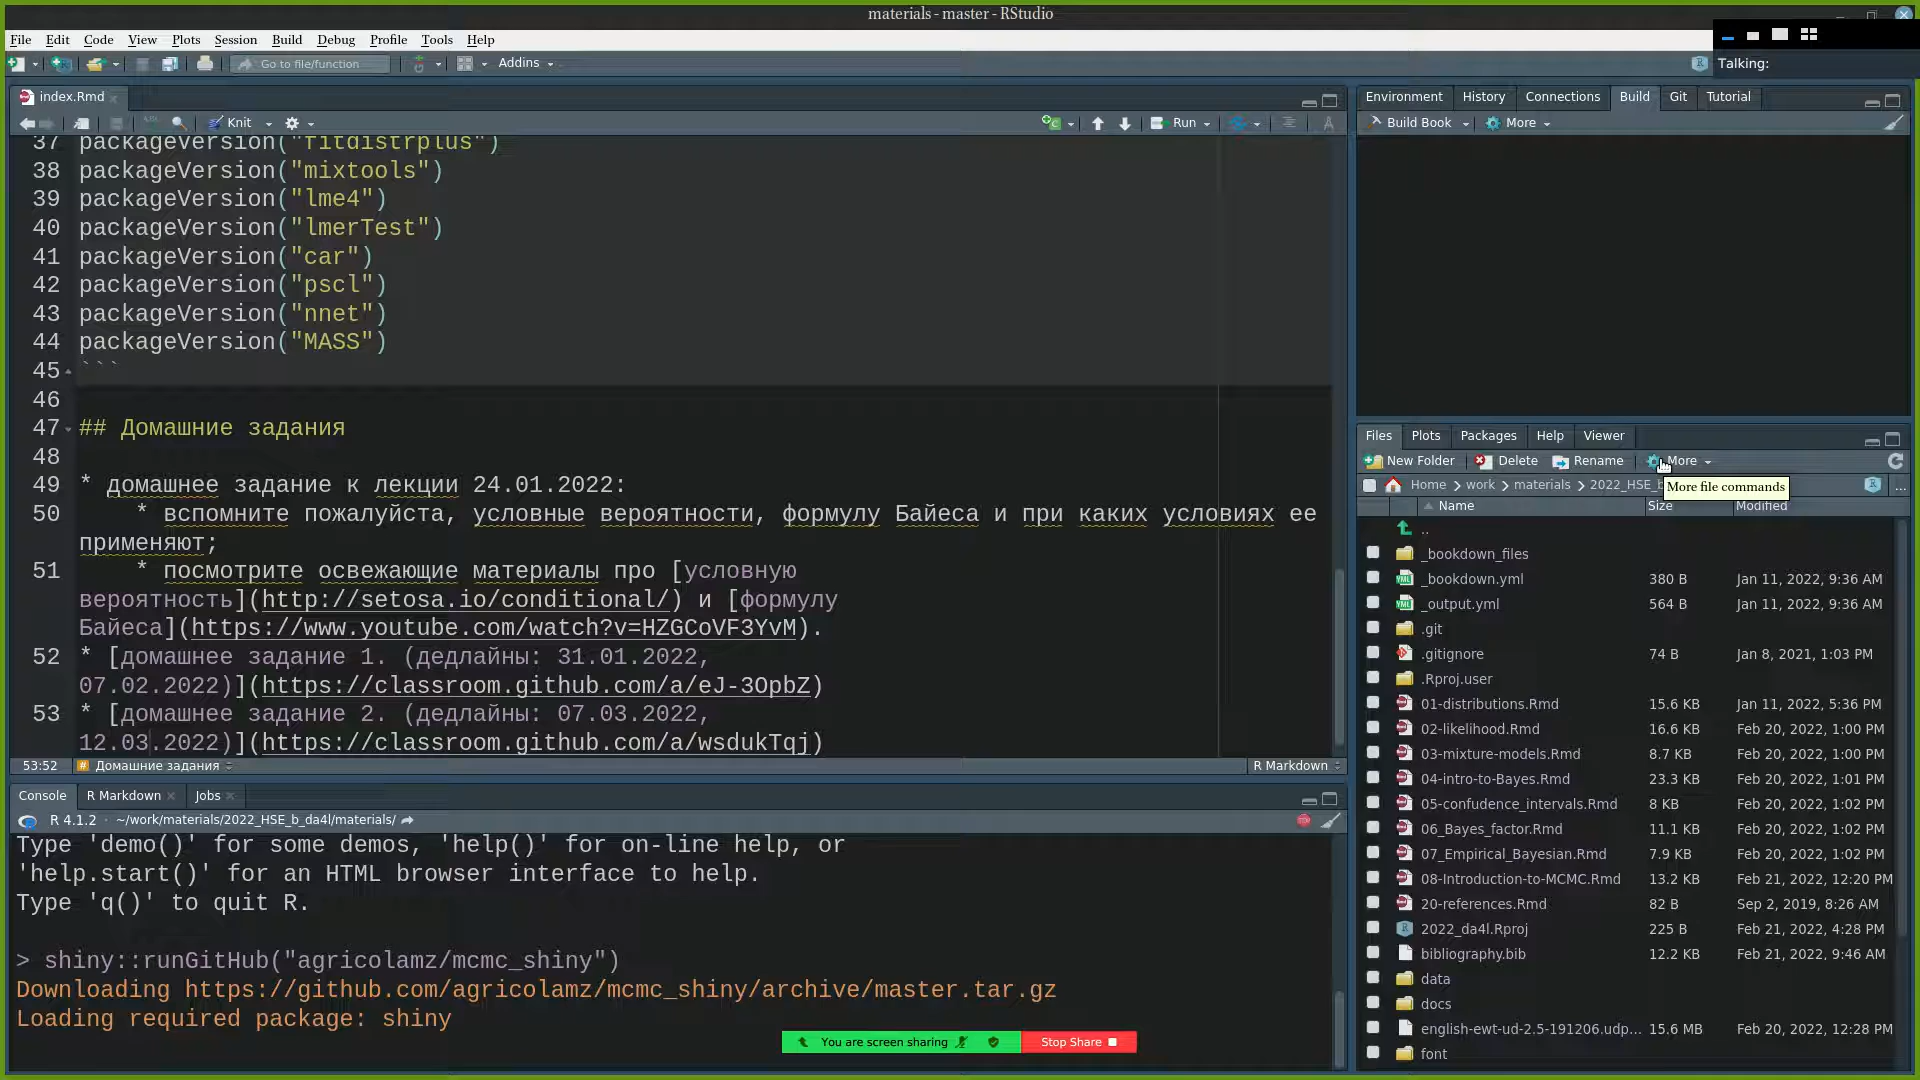 materials - master - RStudio
File Edit Code View Plots Session Build Debug Profile Tools Help
Go to file/function Addins
Talking:
index.Rmd
Knit Run
37 packageVersion("fitdistrplus")
38 packageVersion("mixtools")
39 packageVersion("lme4")
40 packageVersion("lmerTest")
41 packageVersion("car")
42 packageVersion("pscl")
43 packageVersion("nnet")
44 packageVersion("MASS")
45 ```
46
47 ## Домашние задания
48
49 * домашнее задание к лекции 24.01.2022:
50 * вспомните пожалуйста, условные вероятности, формулу Байеса и при каких условиях ее
применяют;
51 * посмотрите освежающие материалы про [условную
вероятность](http://setosa.io/conditional/) и [формулу
Байеса](https://www.youtube.com/watch?v=HZGCoVF3YvM).
52 * [домашнее задание 1. (дедлайны: 31.01.2022,
07.02.2022)](https://classroom.github.com/a/eJ-3OpbZ)
53 * [домашнее задание 2. (дедлайны: 07.03.2022,
12.03.2022)](https://classroom.github.com/a/wsdukTqj)
53:52 # Домашние задания R Markdown
Console R Markdown Jobs
R 4.1.2 · ~/work/materials/2022_HSE_b_da4l/materials/
Type 'demo()' for some demos, 'help()' for on-line help, or
'help.start()' for an HTML browser interface to help.
Type 'q()' to quit R.
> shiny::runGitHub("agricolamz/mcmc_shiny")
Downloading https://github.com/agricolamz/mcmc_shiny/archive/master.tar.gz
Loading required package: shiny
You are screen sharing Stop Share
Environment History Connections Build Git Tutorial
Build Book More
Files Plots Packages Help Viewer
New Folder Delete Rename More
Home work materials 2022_HSE_b
More file commands
Name Size Modified
..
_bookdown_files
_bookdown.yml 380 B Jan 11, 2022, 9:36 AM
_output.yml 564 B Jan 11, 2022, 9:36 AM
.git
.gitignore 74 B Jan 8, 2021, 1:03 PM
.Rproj.user
01-distributions.Rmd 15.6 KB Jan 11, 2022, 5:36 PM
02-likelihood.Rmd 16.6 KB Feb 20, 2022, 1:00 PM
03-mixture-models.Rmd 8.7 KB Feb 20, 2022, 1:00 PM
04-intro-to-Bayes.Rmd 23.3 KB Feb 20, 2022, 1:01 PM
05-confudence_intervals.Rmd 8 KB Feb 20, 2022, 1:02 PM
06_Bayes_factor.Rmd 11.1 KB Feb 20, 2022, 1:02 PM
07_Empirical_Bayesian.Rmd 7.9 KB Feb 20, 2022, 1:02 PM
08-Introduction-to-MCMC.Rmd 13.2 KB Feb 21, 2022, 12:20 PM
20-references.Rmd 82 B Sep 2, 2019, 8:26 AM
2022_da4l.Rproj 225 B Feb 21, 2022, 4:28 PM
bibliography.bib 12.2 KB Feb 21, 2022, 9:46 AM
data
docs
english-ewt-ud-2.5-191206.udp... 15.6 MB Feb 20, 2022, 12:28 PM
font